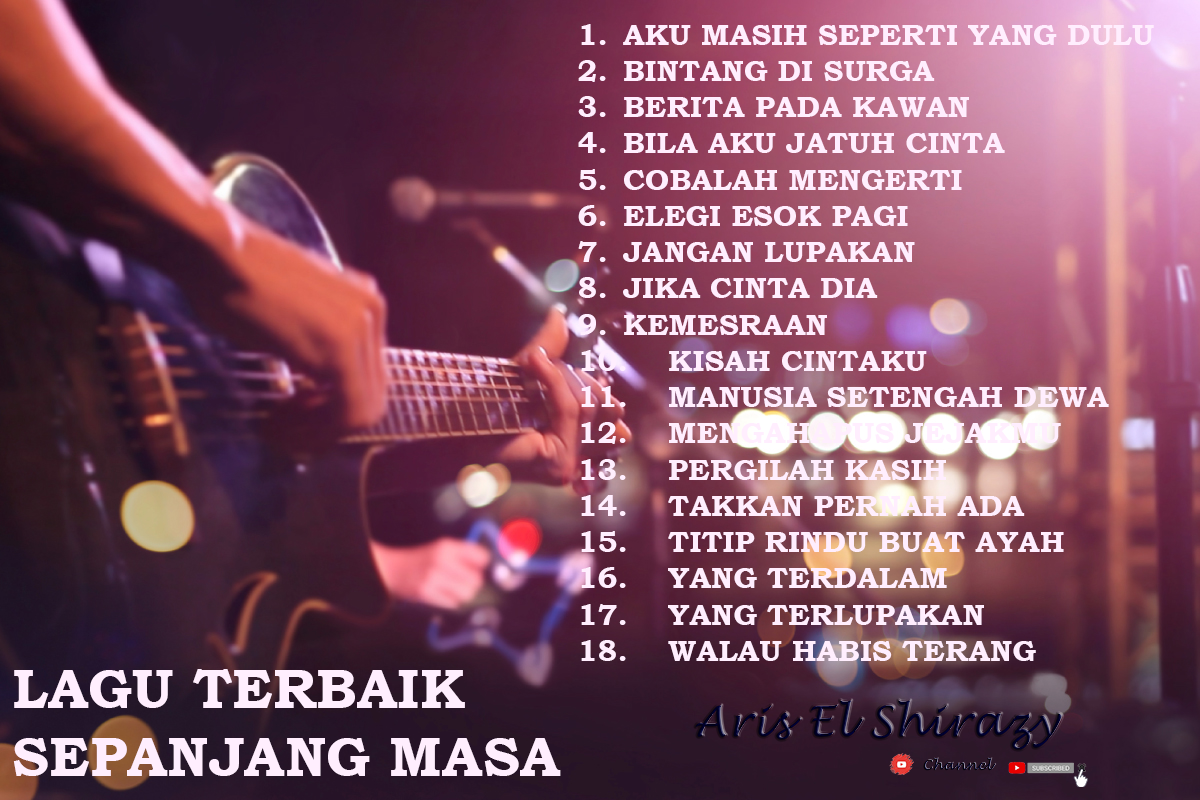 1. AKU MASIH SEPERTI YANG DULU
2. BINTANG DI SURGA
3. BERITA PADA KAWAN
4. BILA AKU JATUH CINTA
5. COBALAH MENGERTI
6. ELEGI ESOK PAGI
7. JANGAN LUPAKAN
8. JIKA CINTA DIA
9. KEMESRAAN
10. KISAH CINTAKU
11. MANUSIA SETENGAH DEWA
12. MENGAHAPUS JEJAKMU
13. PERGILAH KASIH
14. TAKKAN PERNAH ADA
15. TITIP RINDU BUAT AYAH
16. YANG TERDALAM
17. YANG TERLUPAKAN
18. WALAU HABIS TERANG
LAGU TERBAIK
SEPANJANG MASA
Aris El Shirazy
Channel
SUBSCRIBED